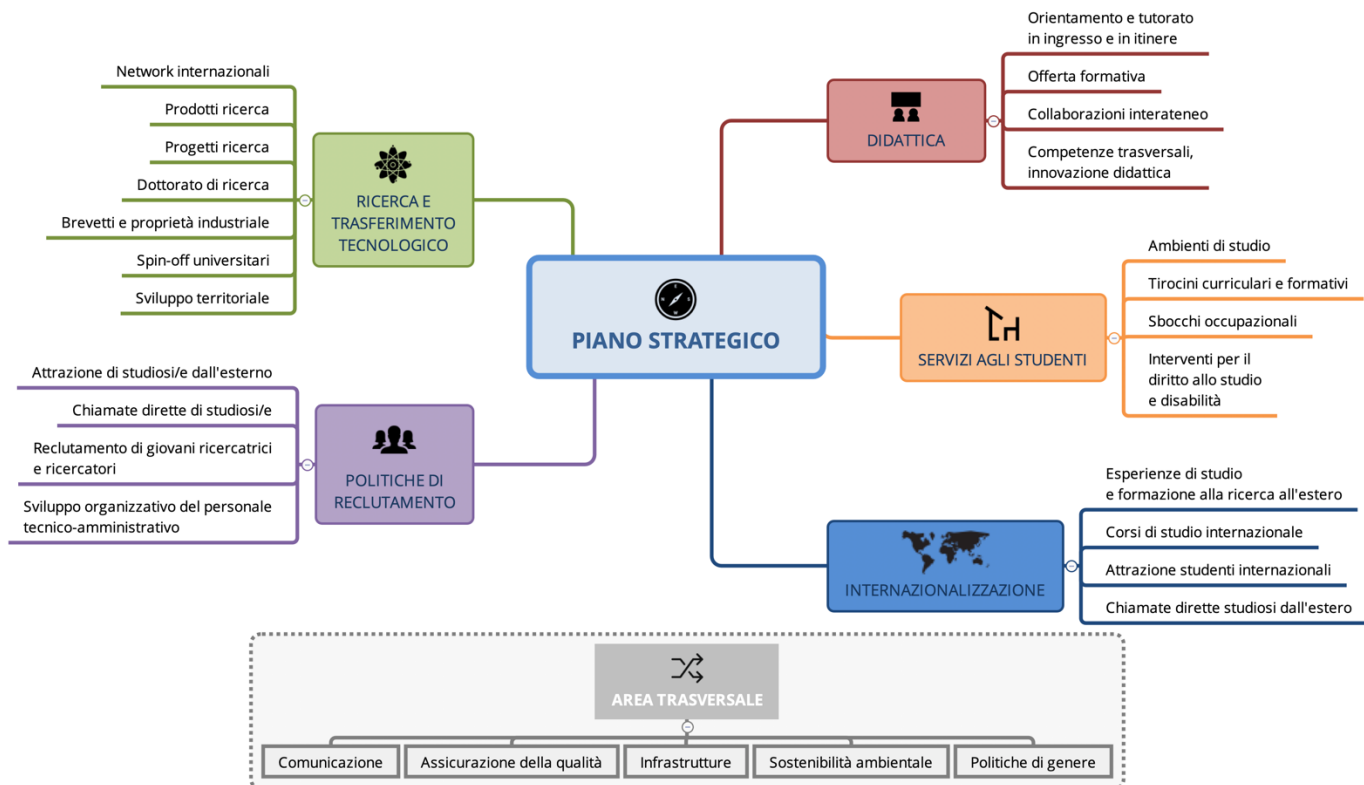 Network internazionali
Prodotti ricerca
Progetti ricerca
Dottorato di ricerca
Brevetti e proprietà industriale
Spin-off universitari
Sviluppo territoriale
RICERCA E
TRASFERIMENTO
TECNOLOGICO
Attrazione di studiosi/e dall'esterno
Chiamate dirette di studiosi/e
Reclutamento di giovani ricercatrici
e ricercatori
Sviluppo organizzativo del personale
tecnico-amministrativo
POLITICHE DI
RECLUTAMENTO
PIANO STRATEGICO
DIDATTICA
Orientamento e tutorato
in ingresso e in itinere
Offerta formativa
Collaborazioni interateneo
Competenze trasversali,
innovazione didattica
SERVIZI AGLI STUDENTI
Ambienti di studio
Tirocini curriculari e formativi
Sbocchi occupazionali
Interventi per il
diritto allo studio
e disabilità
INTERNAZIONALIZZAZIONE
Esperienze di studio
e formazione alla ricerca all'estero
Corsi di studio internazionale
Attrazione studenti internazionali
Chiamate dirette studiosi dall'estero
AREA TRASVERSALE
Comunicazione
Assicurazione della qualità
Infrastrutture
Sostenibilità ambientale
Politiche di genere